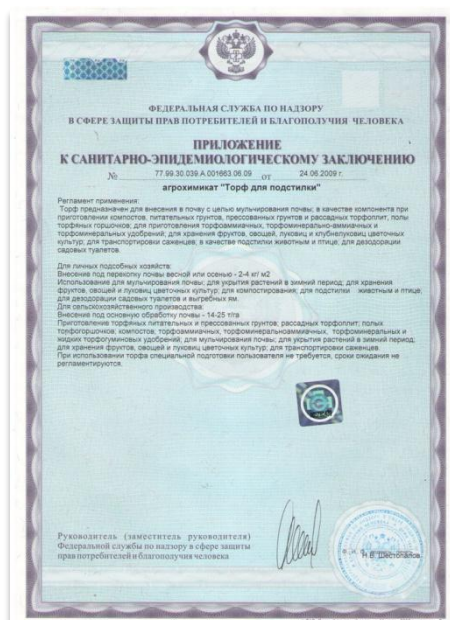 ФЕДЕРАЛЬНАЯ СЛУЖБА ПО НАДЗОРУ
В СФЕРЕ ЗАЩИТЫ ПРАВ ПОТРЕБИТЕЛЕЙ И БЛАГОПОЛУЧИЯ ЧЕЛОВЕКА
ПРИЛОЖЕНИЕ
К САНИТАРНО-ЭПИДЕМИОЛОГИЧЕСКОМУ ЗАКЛЮЧЕНИЮ
№ 77.99.30.039.А.001663.06.09 от 24.06.2009 г.
агрохимикат "Торф для подстилки"
Регламент применения:
Торф предназначен для внесения в почву с целью мульчирования почвы; в качестве компонента при
приготовлении компостов, питательных грунтов, прессованных грунтов и рассадных торфоплит, полых
торфяных горшочков; для приготовления торфоаммиачных, торфоминерально-аммиачных и
торфоминеральных удобрений; для хранения фруктов, овощей, луковиц и клубнелуковиц цветочных
культур; для транспортировки саженцев; в качестве подстилки животным и птице; для дезодорации
садовых туалетов.
Для личных подсобных хозяйств:
Внесение под перекопку почвы весной или осенью - 2-4 кг/ м2
Использование для мульчирования почвы; для укрытия растений в зимний период; для хранения
фруктов, овощей и луковиц цветочных культур; для компостирования; для подстилки животным и птице;
для дезодорации садовых туалетов и выгребных ям.
Для сельскохозяйственного производства:
Внесение под основную обработку почвы - 14-25 т/га
Приготовление торфяных питательных и прессованных грунтов; рассадных торфоплит; полых
торфогоршочков; компостов; торфоаммиачных, торфоминеральноаммиачных, торфоминеральных и
жидких торфогуминовых удобрений; для мульчирования почвы; для укрытия растений в зимний период;
для хранения фруктов, овощей и луковиц цветочных культур; для транспортировки саженцев.
При использовании торфа специальной подготовки пользователя не требуется, сроки ожидания не
регламентируются.
Руководитель (заместитель руководителя)
Федеральной службы по надзору в сфере защиты
прав потребителей и благополучия человека
Н.В. Шестопалов